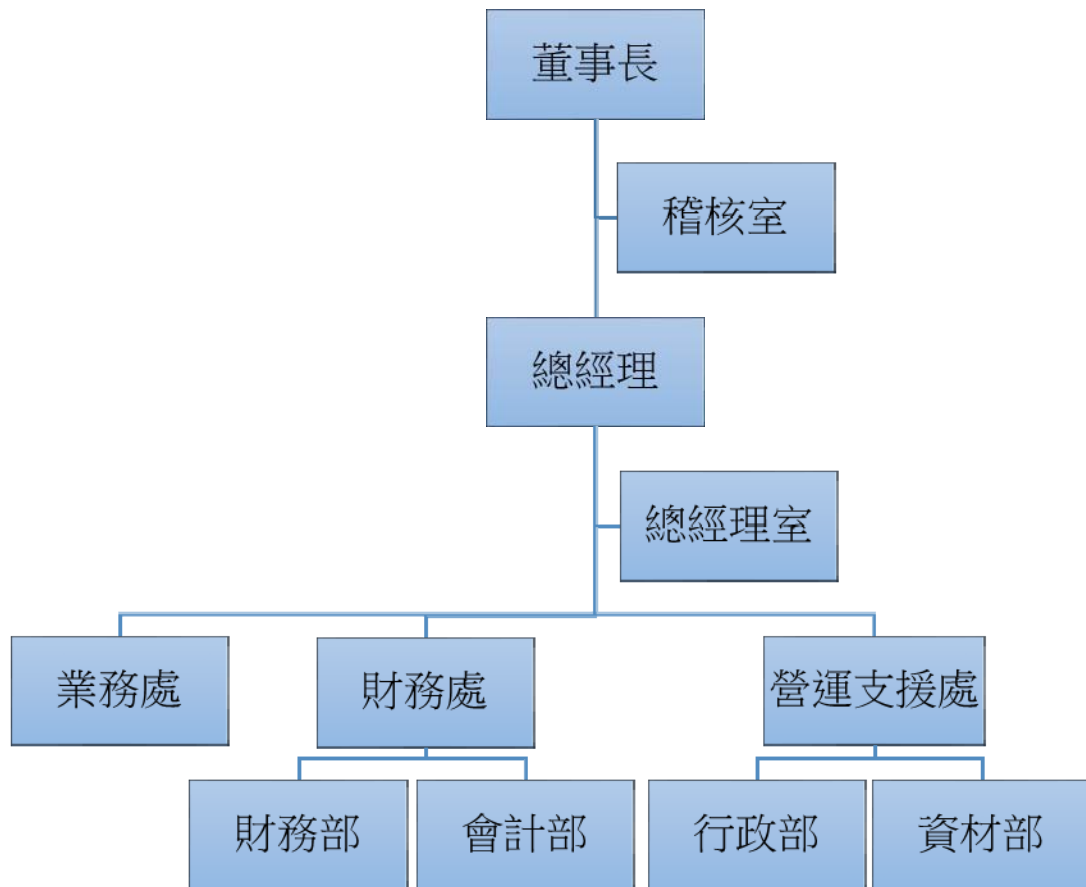 董事長
稽核室
總經理
總經理室
業務處
財務處
營運支援處
財務部
會計部
行政部
資材部